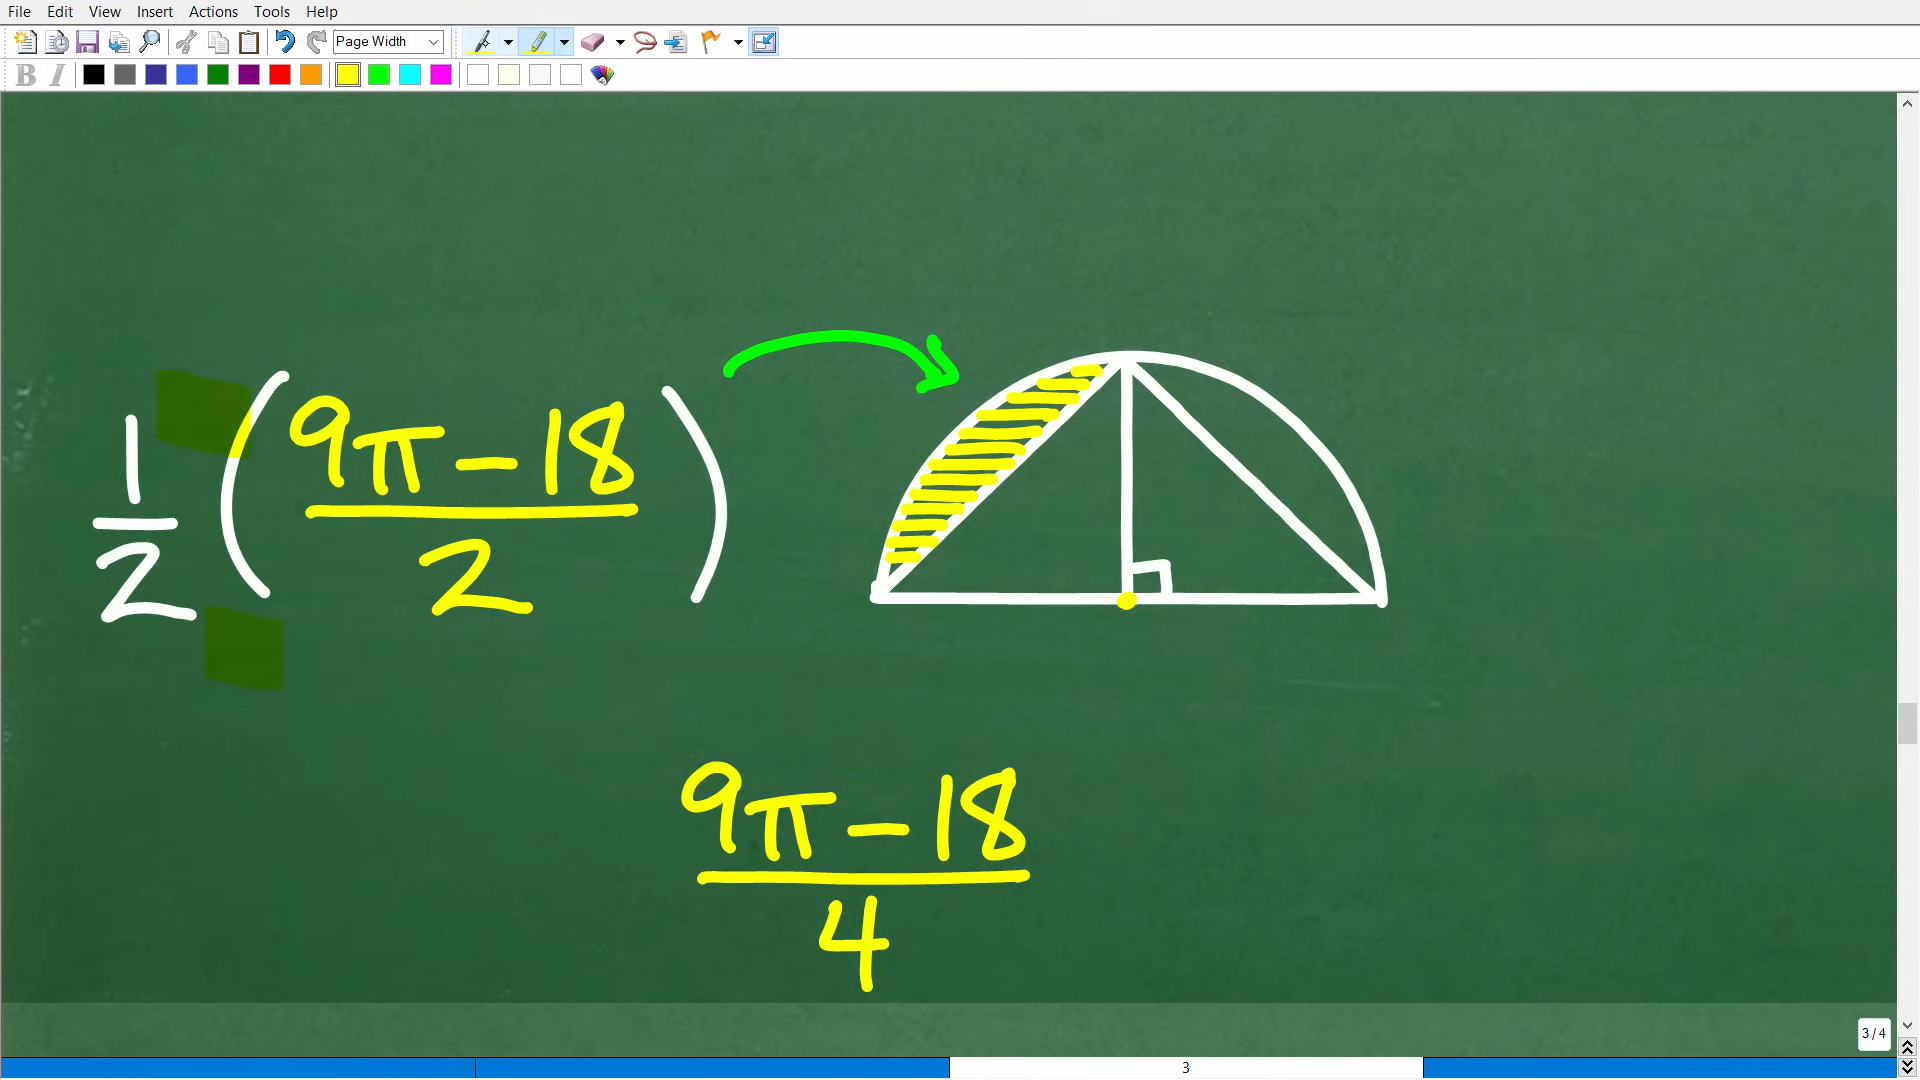 File Edit View Insert Actions Tools Help
Page Width
B I
1/2 ( (9π - 18)/2 )
(9π - 18)/4
3 / 4
3